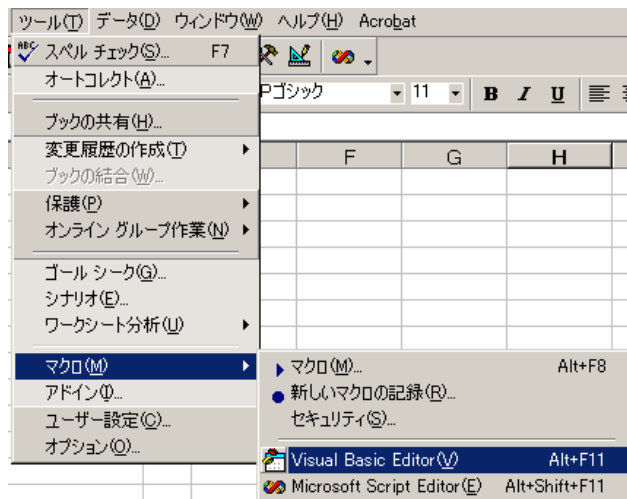 ツール(T) データ(D) ウィンドウ(W) ヘルプ(H) Acrobat
ABC スペル チェック(S)... F7
オートコレクト(A)...
Pゴシック 11 B I U
ブックの共有(H)...
変更履歴の作成(T)
F G H
ブックの結合(W)...
保護(P)
オンライン グループ作業(N)
ゴール シーク(G)...
シナリオ(E)...
ワークシート分析(U)
マクロ(M)
マクロ(M)... Alt+F8
アドイン(I)...
新しいマクロの記録(R)...
ユーザー設定(C)...
セキュリティ(S)...
オプション(O)...
Visual Basic Editor(V) Alt+F11
Microsoft Script Editor(E) Alt+Shift+F11